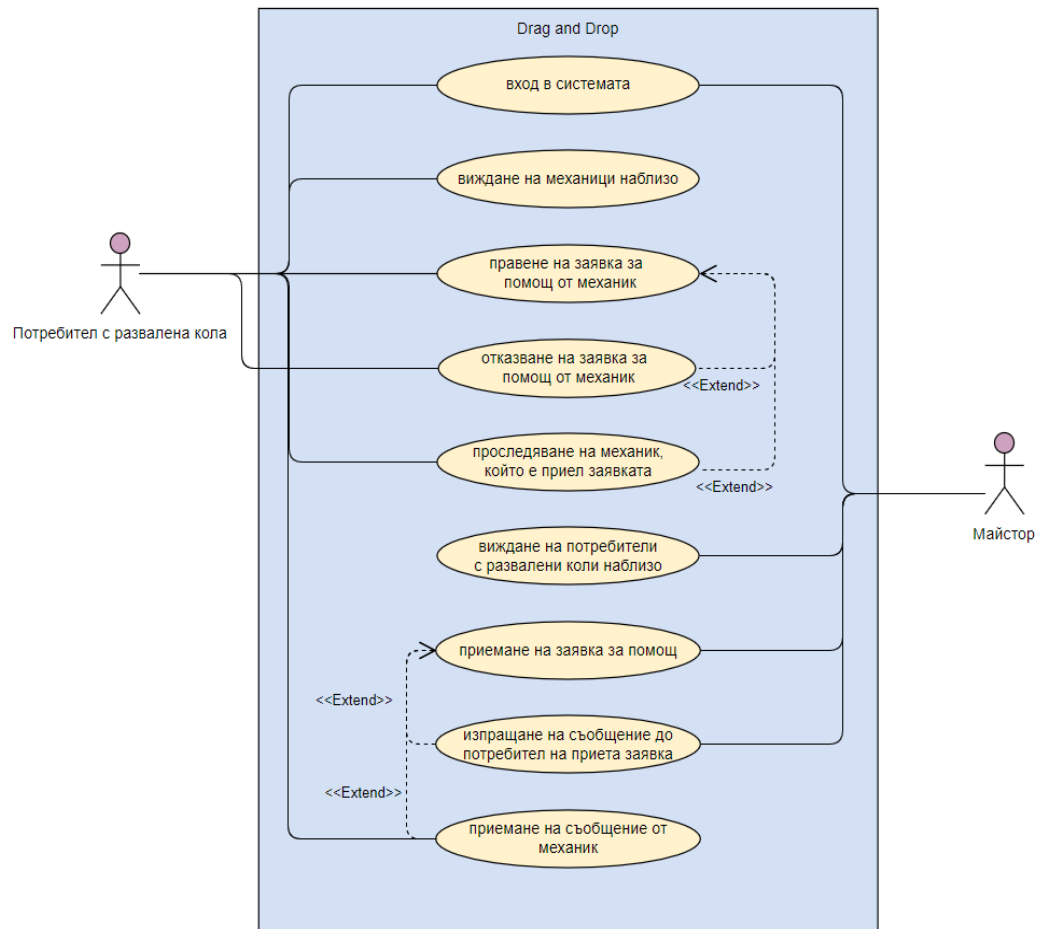 Drag and Drop
вход в системата
виждане на механици наблизо
правене на заявка за
помощ от механик
Потребител с развалена кола
отказване на заявка за
помощ от механик
<<Extend>>
проследяване на механик,
който е приел заявката
<<Extend>>
Майстор
виждане на потребители
с развалени коли наблизо
приемане на заявка за помощ
<<Extend>>
изпращане на съобщение до
потребител на приета заявка
<<Extend>>
приемане на съобщение от
механик